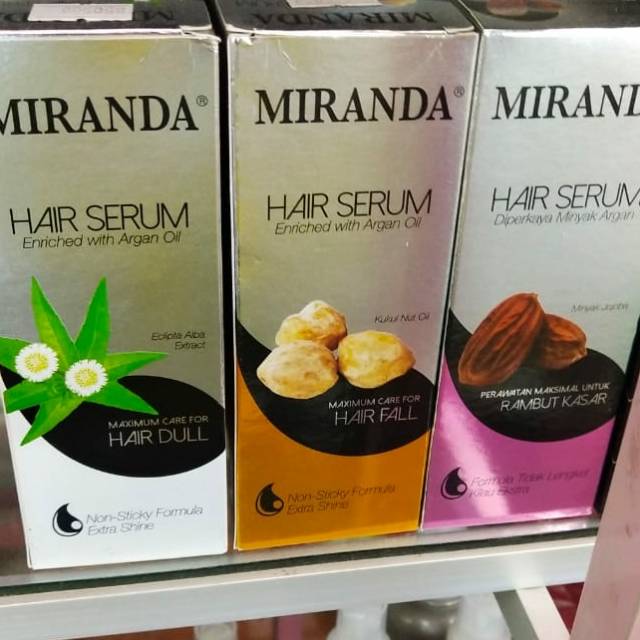 MIRANDA®
HAIR SERUM
Enriched with Argan Oil
Eclipta Alba
Extract
MAXIMUM CARE FOR
HAIR DULL
Non-Sticky Formula
Extra Shine
MIRANDA®
HAIR SERUM
Enriched with Argan Oil
Kukui Nut Oil
MAXIMUM CARE FOR
HAIR FALL
Non-Sticky Formula
Extra Shine
MIRAND
HAIR SERUM
Diperkaya Minyak Argan
Minyak Jojoba
PERAWATAN MAKSIMAL UNTUK
RAMBUT KASAR
Formula Tidak Lengket
Kilau Ekstra
MIRANDA